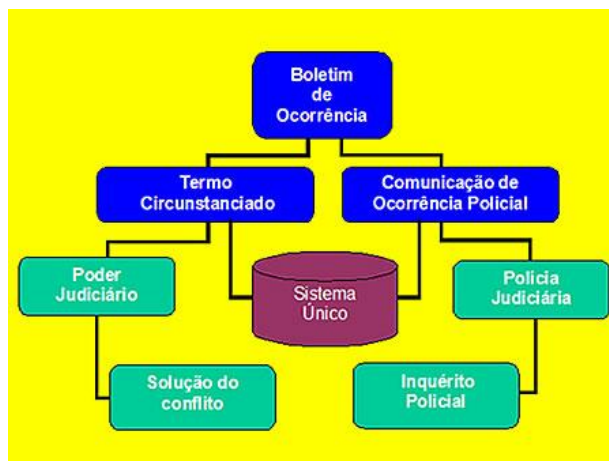 Boletim
de
Ocorrência
Termo
Circunstanciado
Comunicação de
Ocorrência Policial
Poder
Judiciário
Sistema
Único
Polícia
Judiciária
Solução do
conflito
Inquérito
Policial